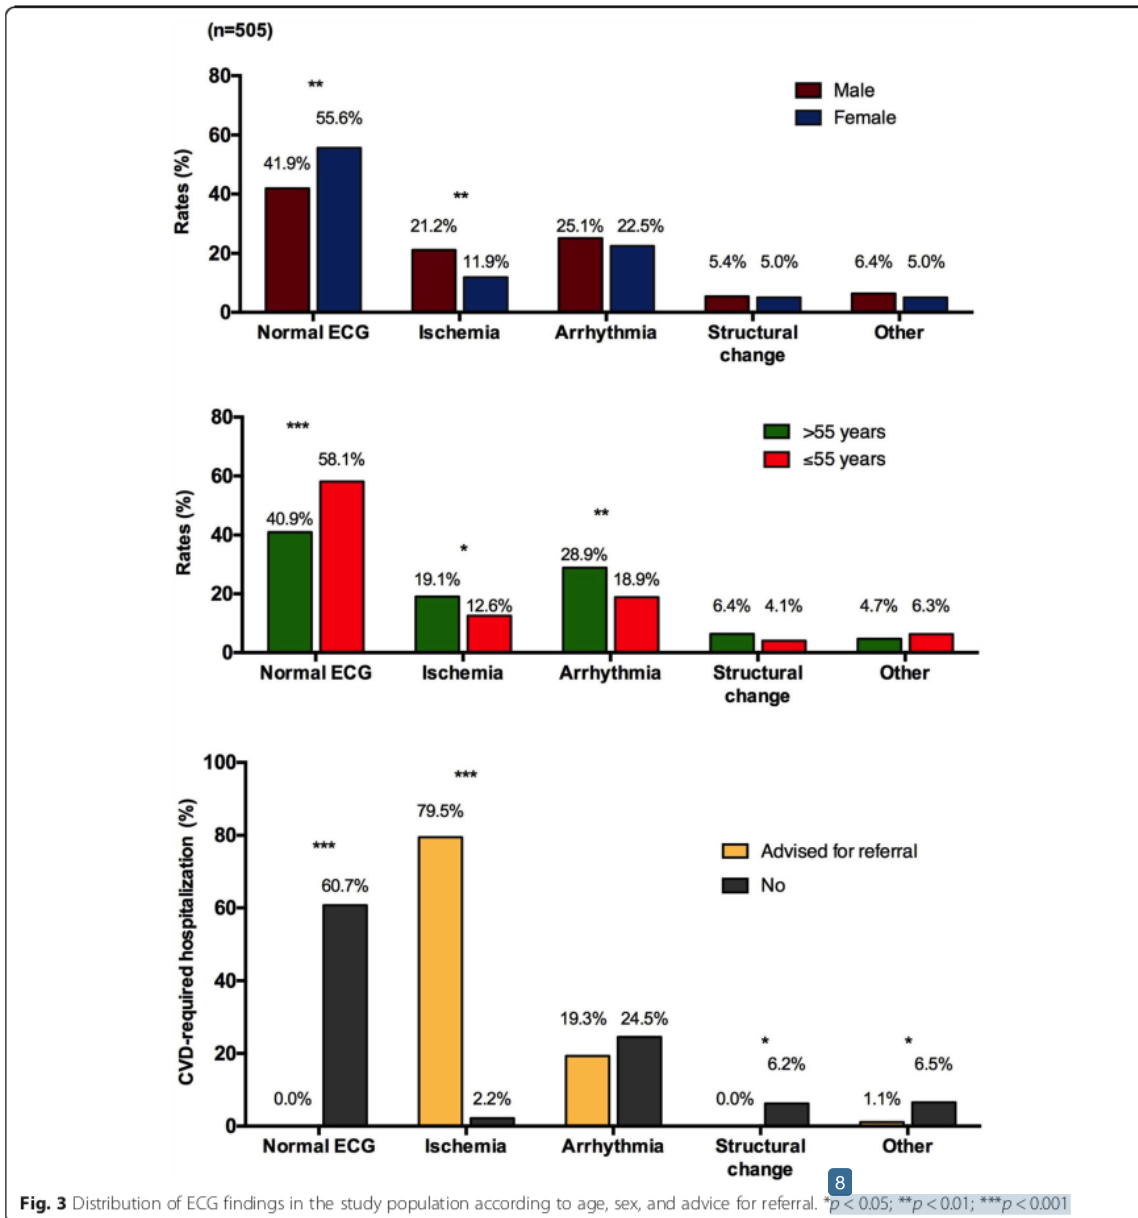 (n=505)
80
60
40
20
0
Rates (%)
**
41.9%
55.6%
**
21.2%
11.9%
25.1%
22.5%
5.4%
5.0%
6.4%
5.0%
Male
Female
Normal ECG
Ischemia
Arrhythmia
Structural
change
Other
80
60
40
20
0
Rates (%)
***
40.9%
58.1%
*
19.1%
12.6%
**
28.9%
18.9%
6.4%
4.1%
4.7%
6.3%
>55 years
≤55 years
Normal ECG
Ischemia
Arrhythmia
Structural
change
Other
100
80
60
40
20
0
CVD-required hospitalization (%)
***
0.0%
60.7%
***
79.5%
2.2%
19.3%
24.5%
*
0.0%
6.2%
*
1.1%
6.5%
Advised for referral
No
Normal ECG
Ischemia
Arrhythmia
Structural
change
Other
8
Fig. 3 Distribution of ECG findings in the study population according to age, sex, and advice for referral. *p < 0.05; **p < 0.01; ***p < 0.001